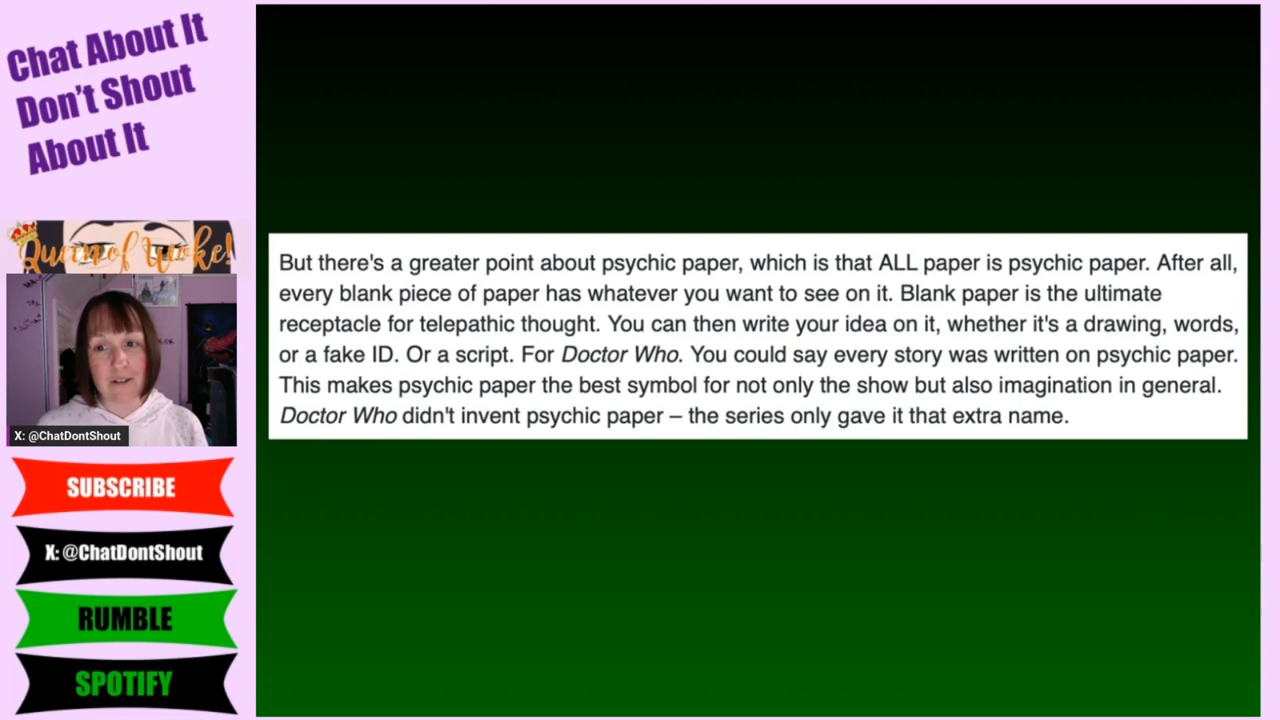 Chat About It
Don't Shout
About It
Queen of Woke!
X: @ChatDontShout
SUBSCRIBE
X: @ChatDontShout
RUMBLE
SPOTIFY
But there's a greater point about psychic paper, which is that ALL paper is psychic paper. After all,
every blank piece of paper has whatever you want to see on it. Blank paper is the ultimate
receptacle for telepathic thought. You can then write your idea on it, whether it's a drawing, words,
or a fake ID. Or a script. For Doctor Who. You could say every story was written on psychic paper.
This makes psychic paper the best symbol for not only the show but also imagination in general.
Doctor Who didn't invent psychic paper – the series only gave it that extra name.